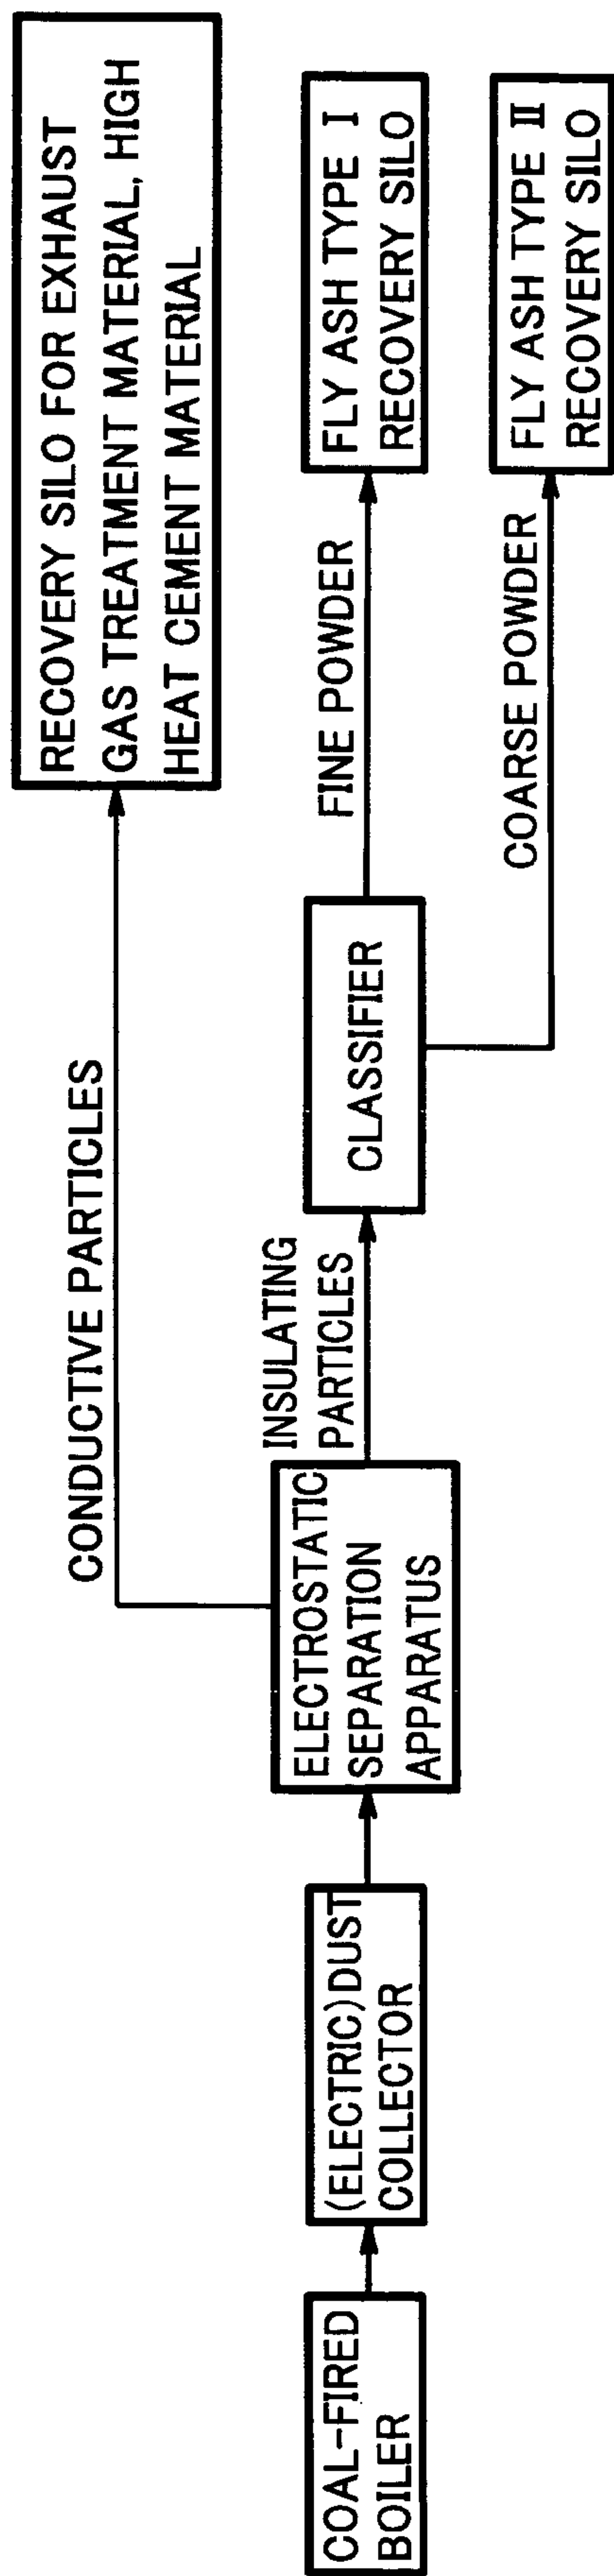 COAL-FIRED
BOILER
(ELECTRIC)DUST
COLLECTOR
ELECTROSTATIC
SEPARATION
APPARATUS
CONDUCTIVE PARTICLES
RECOVERY SILO FOR EXHAUST
GAS TREATMENT MATERIAL, HIGH
HEAT CEMENT MATERIAL
INSULATING
PARTICLES
CLASSIFIER
FINE POWDER
FLY ASH TYPE I
RECOVERY SILO
COARSE POWDER
FLY ASH TYPE II
RECOVERY SILO